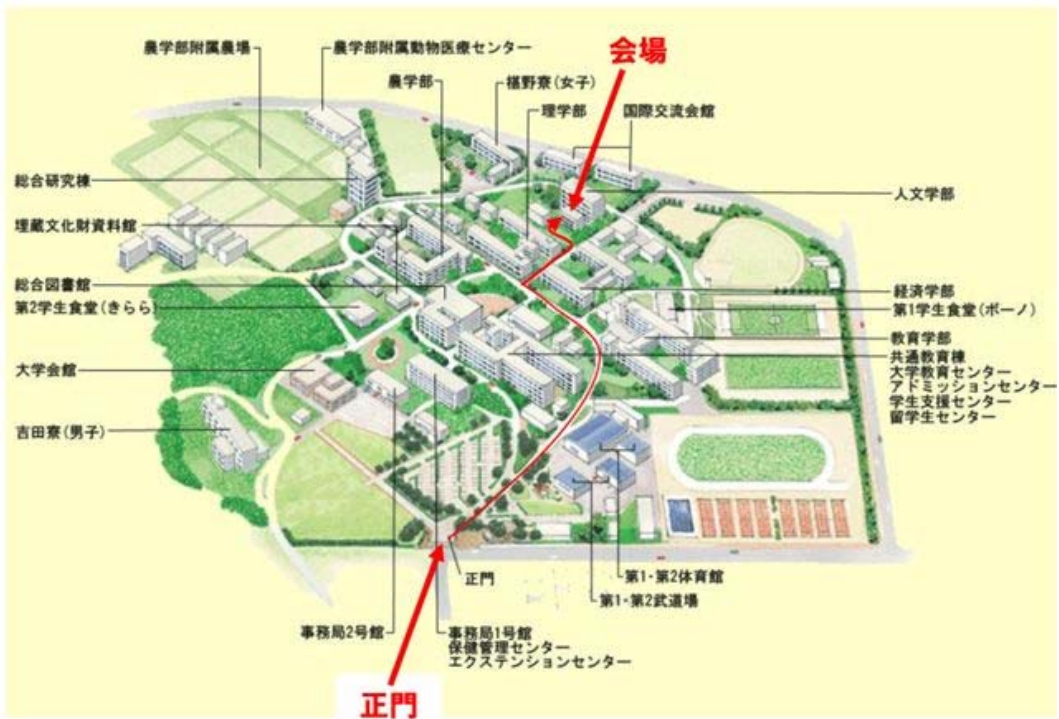 農学部附属農場
農学部附属動物医療センター
会場
農学部
椹野寮(女子)
理学部
国際交流会館
総合研究棟
人文学部
埋蔵文化財資料館
総合図書館
第2学生食堂(きらら)
経済学部
第1学生食堂(ボーノ)
教育学部
共通教育棟
大学教育センター
アドミッションセンター
学生支援センター
留学生センター
大学会館
吉田寮(男子)
正門
第1・第2体育館
第1・第2武道場
事務局2号館
事務局1号館
保健管理センター
エクステンションセンター
正門